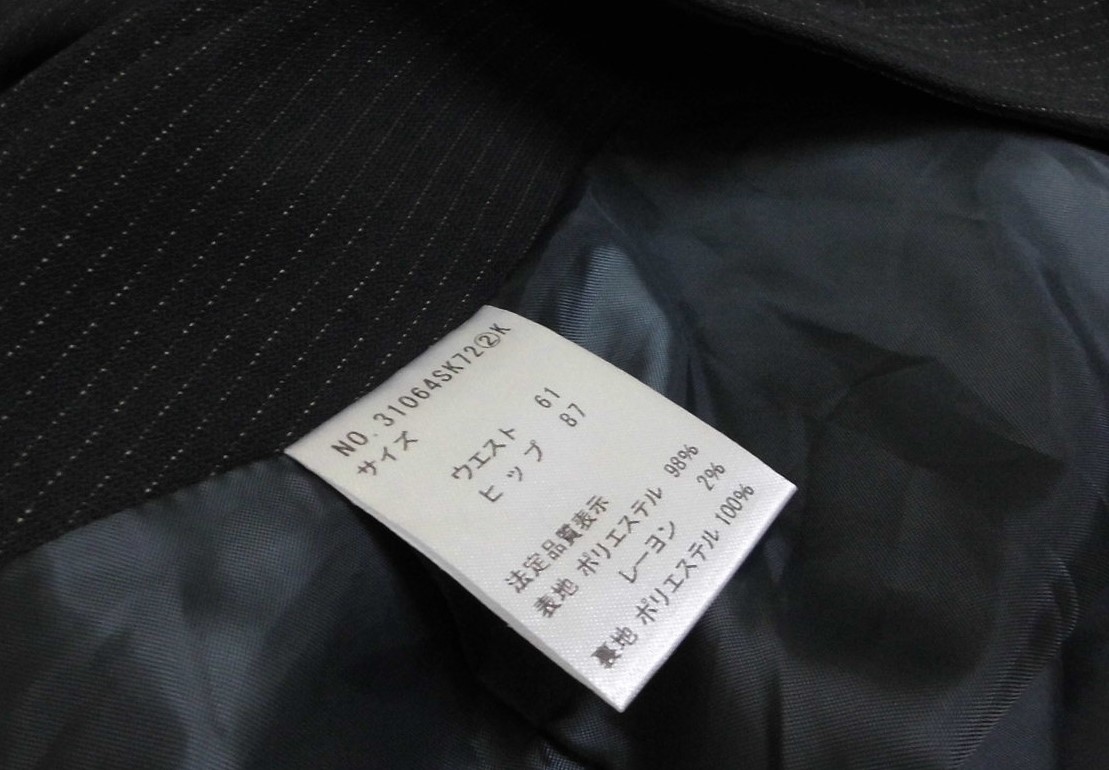 NO.31064SK72②K
サイズ
ウエスト 61
ヒップ 87
法定品質表示
表地 ポリエステル 98%
レーヨン 2%
裏地 ポリエステル 100%